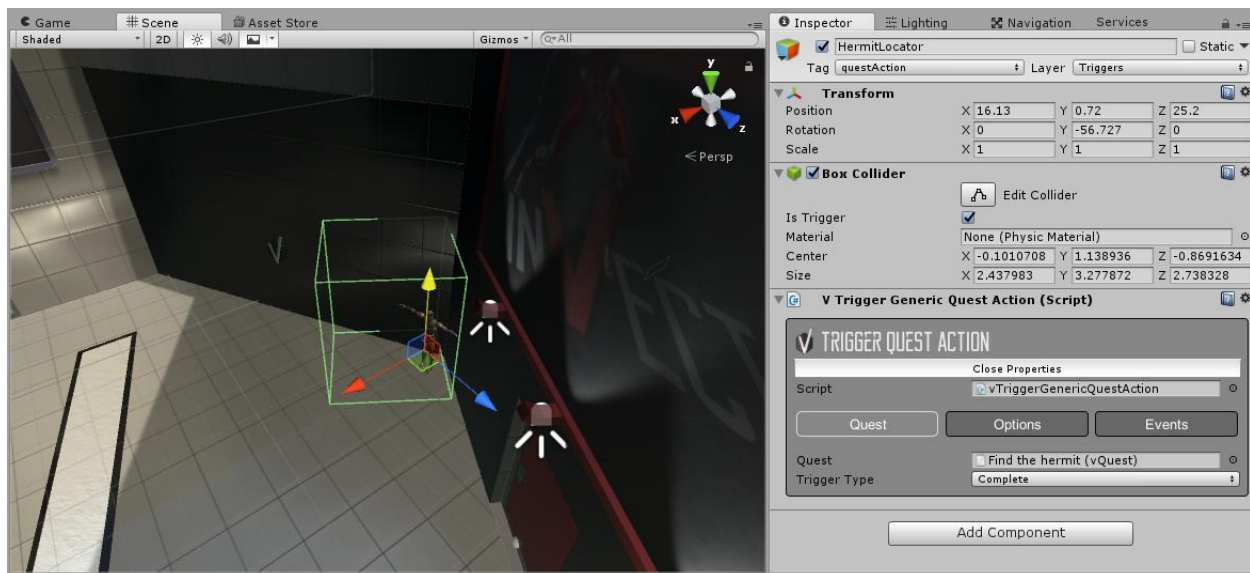 Game Scene Asset Store
Shaded 2D Gizmos All
y
x
z
Persp
INVECT
V
Inspector Lighting Navigation Services
HermitLocator Static
Tag questAction Layer Triggers
Transform
Position X 16.13 Y 0.72 Z 25.2
Rotation X 0 Y -56.727 Z 0
Scale X 1 Y 1 Z 1
Box Collider
Edit Collider
Is Trigger
Material None (Physic Material)
Center X -0.1010708 Y 1.138936 Z -0.8691634
Size X 2.437983 Y 3.277872 Z 2.738328
V Trigger Generic Quest Action (Script)
TRIGGER QUEST ACTION
Close Properties
Script vTriggerGenericQuestAction
Quest Options Events
Quest Find the hermit (vQuest)
Trigger Type Complete
Add Component